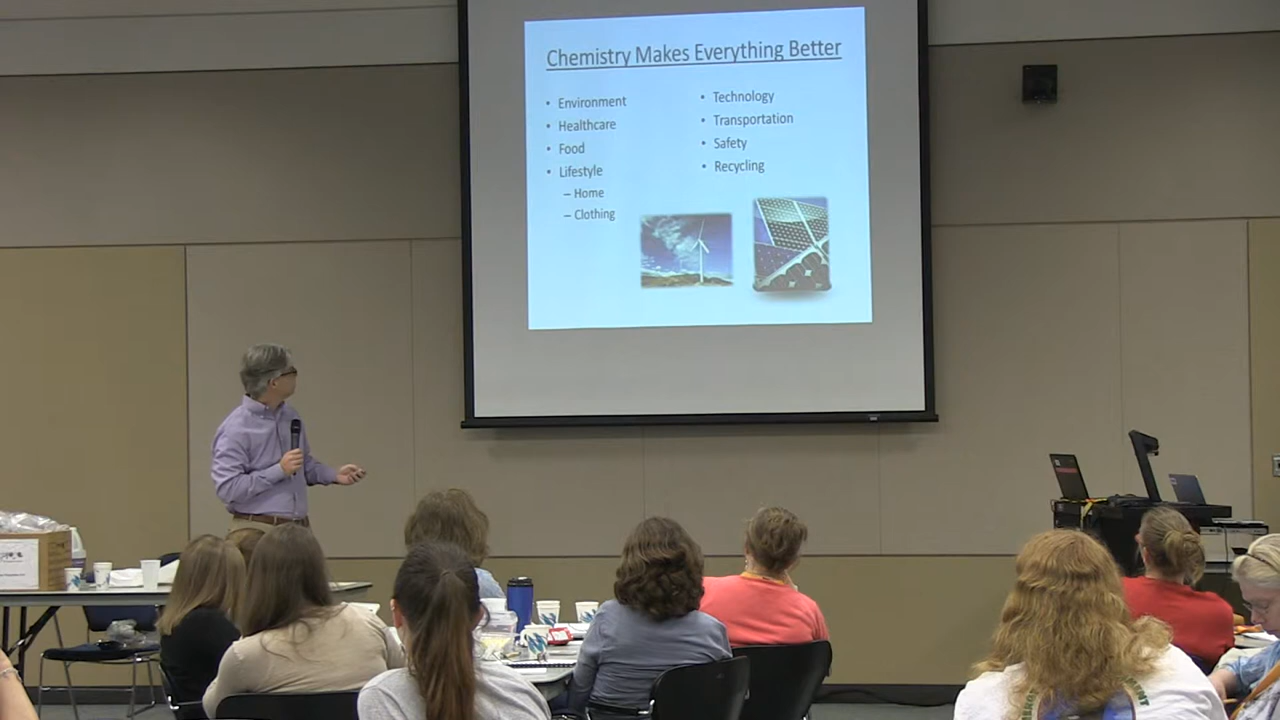 Chemistry Makes Everything Better
• Environment
• Healthcare
• Food
• Lifestyle
– Home
– Clothing
• Technology
• Transportation
• Safety
• Recycling